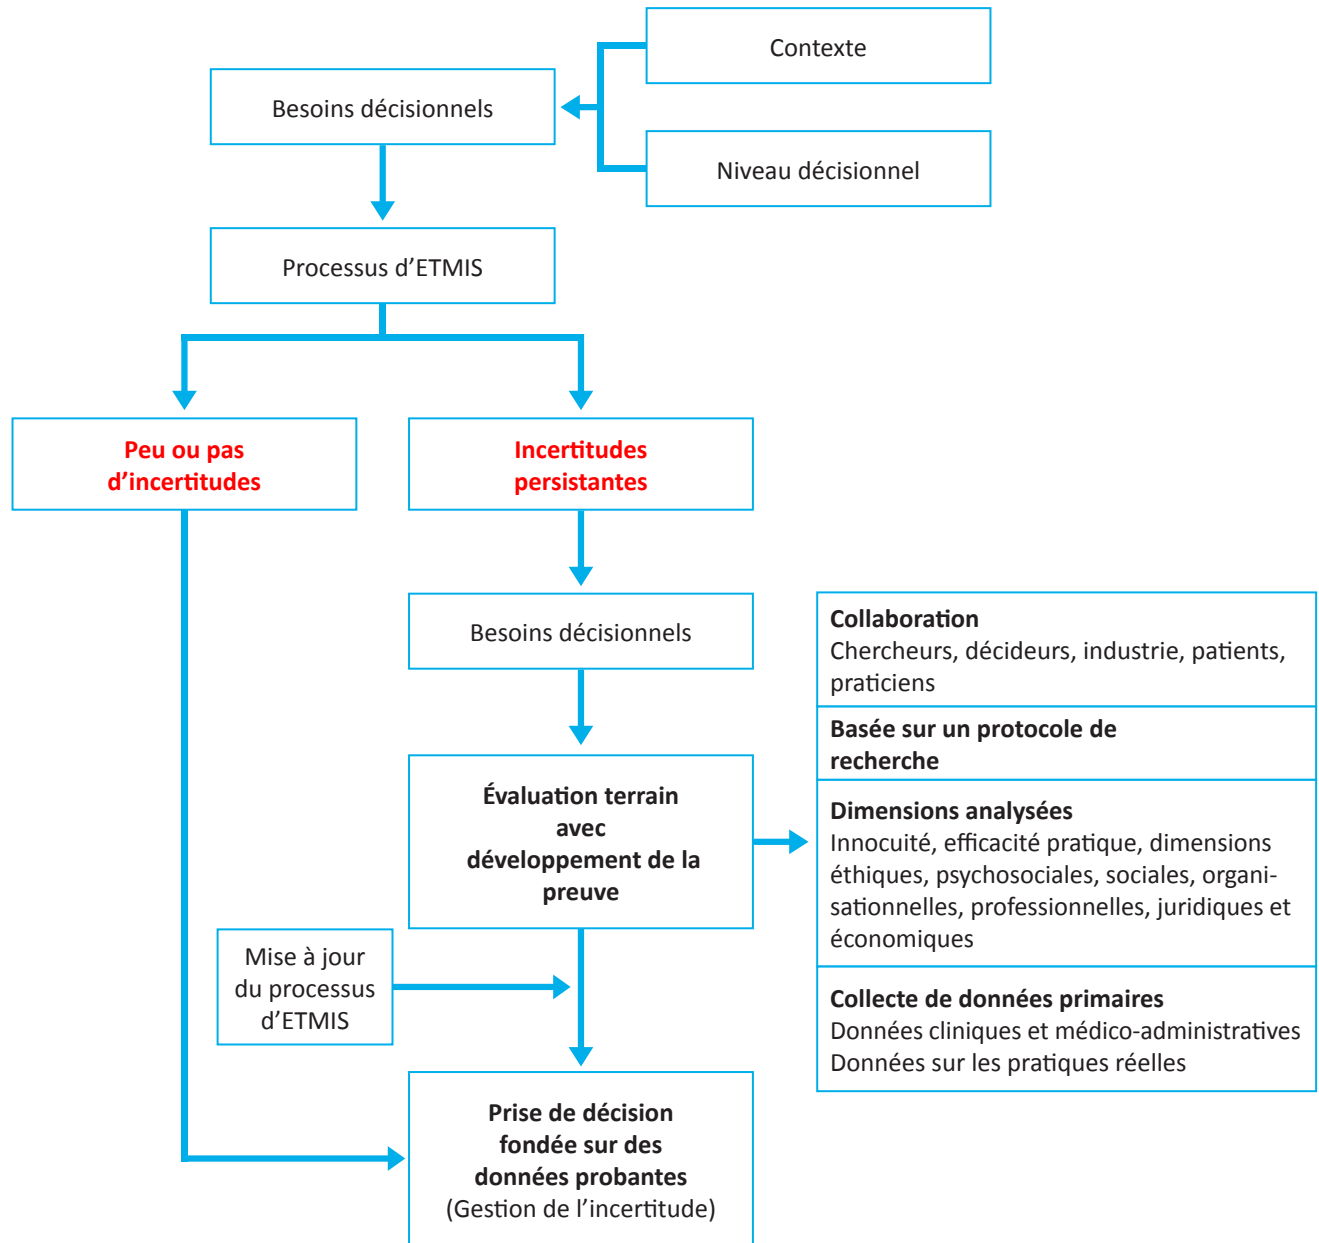 Contexte
Besoins décisionnels
Niveau décisionnel
Processus d’ETMIS
Peu ou pas
d’incertitudes
Incertitudes
persistantes
Besoins décisionnels
Collaboration
Chercheurs, décideurs, industrie, patients,
praticiens
Basée sur un protocole de
recherche
Évaluation terrain
avec
développement de la
preuve
Dimensions analysées
Innocuité, efficacité pratique, dimensions
éthiques, psychosociales, sociales, organi-
sationnelles, professionnelles, juridiques et
économiques
Mise à jour
du processus
d’ETMIS
Collecte de données primaires
Données cliniques et médico-administratives
Données sur les pratiques réelles
Prise de décision
fondée sur des
données probantes
(Gestion de l’incertitude)